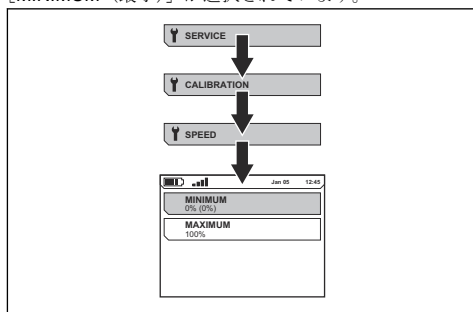 [MINIMUM（最小）] が選択されています。
SERVICE
CALIBRATION
SPEED
Jan 05 12:45
MINIMUM
0% (0%)
MAXIMUM
100%